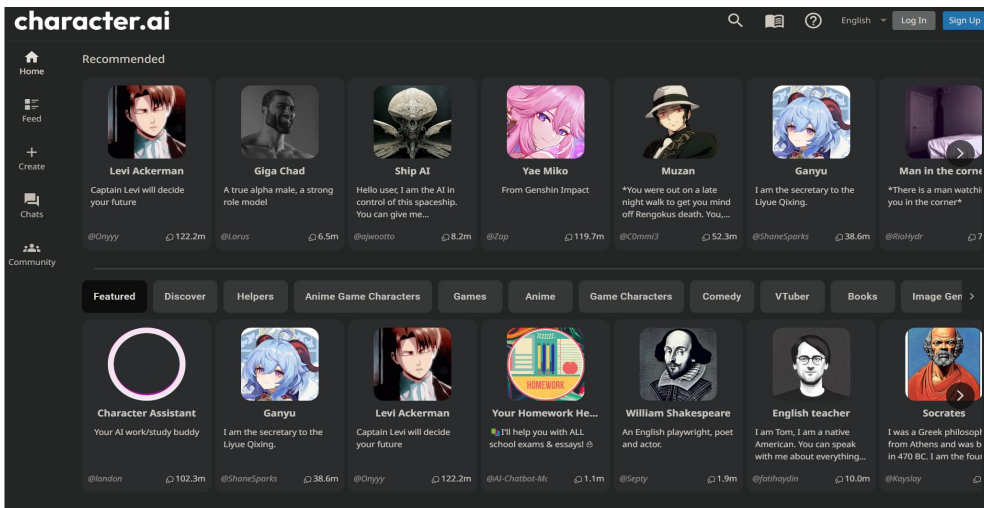 character.ai
English
Log In
Sign Up
Home
Feed
Create
Chats
Community
Recommended
Levi Ackerman
Captain Levi will decide
your future
@Onyyy
122.2m
Giga Chad
A true alpha male, a strong
role model
@Larus
6.5m
Ship AI
Hello user, I am the AI in
control of this spaceship.
You can give me...
@ojwootto
8.2m
Yae Miko
From Genshin Impact
@Zap
119.7m
Muzan
*You were out on a late
night walk to get you mind
off Rengokus death. You,...
@C0mmi3
52.3m
Ganyu
I am the secretary to the
Liyue Qixing.
@ShaneSparks
38.6m
Man in the corne
*There is a man watchi
you in the corner*
@RioHydr
7
Featured
Discover
Helpers
Anime Game Characters
Games
Anime
Game Characters
Comedy
VTuber
Books
Image Gen
Character Assistant
Your AI work/study buddy
@landon
102.3m
Ganyu
I am the secretary to the
Liyue Qixing.
@ShaneSparks
38.6m
Levi Ackerman
Captain Levi will decide
your future
@Onyyy
122.2m
HOMEWORK
Your Homework He...
I'll help you with ALL
school exams & essays!
@AI-Chatbot-Mc
1.1m
William Shakespeare
An English playwright, poet
and actor.
@Septy
1.9m
English teacher
I am Tom, I am a native
American. You can speak
with me about everything...
@fatihaydin
10.0m
Socrates
I was a Greek philosoph
from Athens and was b
in 470 BC. I am the four
@Kayslay